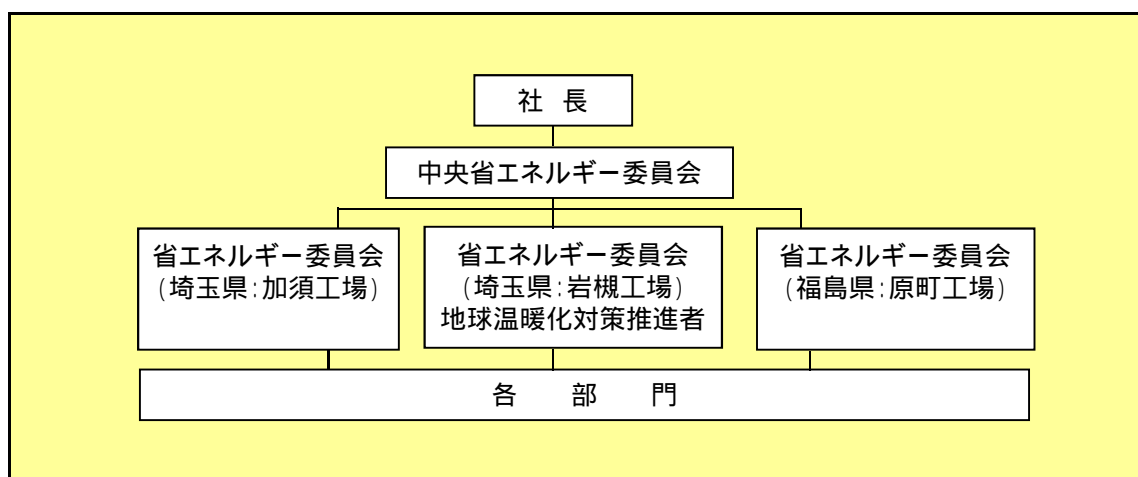 社 長
中央省エネルギー委員会
省エネルギー委員会
(埼玉県:加須工場)
省エネルギー委員会
(埼玉県:岩槻工場)
地球温暖化対策推進者
省エネルギー委員会
(福島県:原町工場)
各 部 門